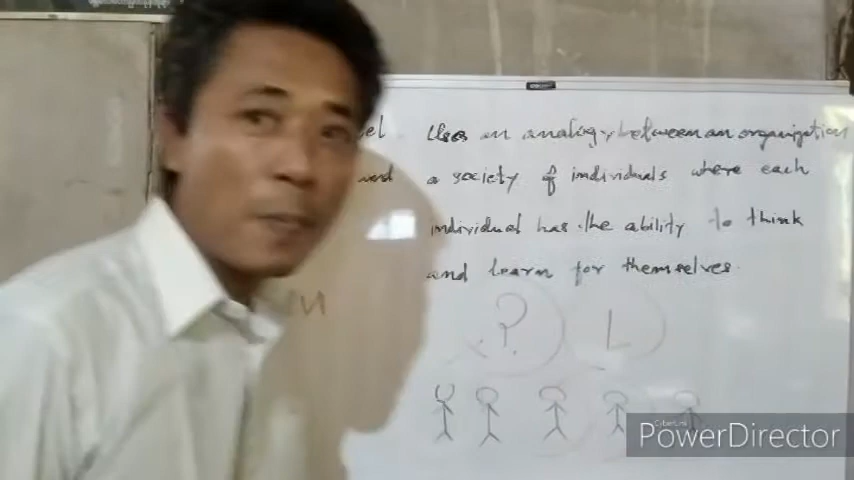 el Uses an analogy between an organization
and a society of individuals where each
individual has the ability to think
and learn for themselves.
? L
CyberLink
PowerDirector